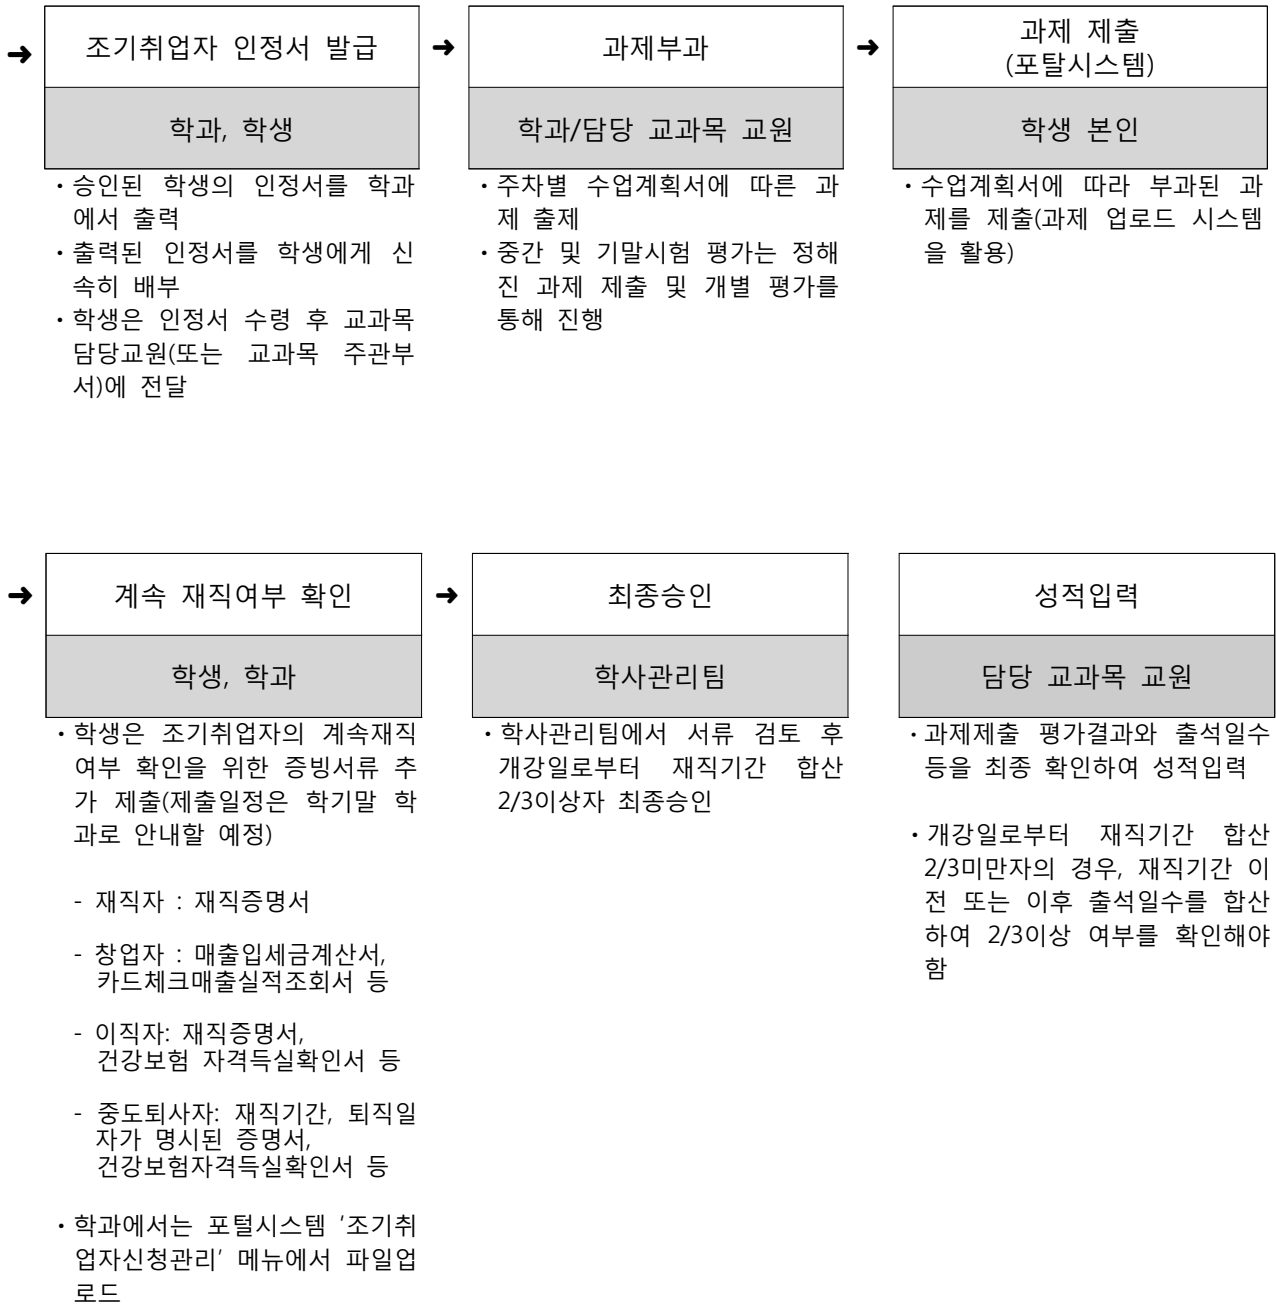 ➜
조기취업자 인정서 발급
학과, 학생
・승인된 학생의 인정서를 학과
에서 출력
・출력된 인정서를 학생에게 신
속히 배부
・학생은 인정서 수령 후 교과목
담당교원(또는 교과목 주관부
서)에 전달
➜
과제부과
학과/담당 교과목 교원
・주차별 수업계획서에 따른 과
제 출제
・중간 및 기말시험 평가는 정해
진 과제 제출 및 개별 평가를
통해 진행
➜
과제 제출
(포탈시스템)
학생 본인
・수업계획서에 따라 부과된 과
제를 제출(과제 업로드 시스템
을 활용)
➜
계속 재직여부 확인
학생, 학과
・학생은 조기취업자의 계속재직
여부 확인을 위한 증빙서류 추
가 제출(제출일정은 학기말 학
과로 안내할 예정)
- 재직자 : 재직증명서
- 창업자 : 매출입세금계산서,
카드체크매출실적조회서 등
- 이직자: 재직증명서,
건강보험 자격득실확인서 등
- 중도퇴사자: 재직기간, 퇴직일
자가 명시된 증명서,
건강보험자격득실확인서 등
・학과에서는 포털시스템 '조기취
업자신청관리' 메뉴에서 파일업
로드
➜
최종승인
학사관리팀
・학사관리팀에서 서류 검토 후
개강일로부터 재직기간 합산
2/3이상자 최종승인
성적입력
담당 교과목 교원
・과제제출 평가결과와 출석일수
등을 최종 확인하여 성적입력
・개강일로부터 재직기간 합산
2/3미만자의 경우, 재직기간 이
전 또는 이후 출석일수를 합산
하여 2/3이상 여부를 확인해야
함